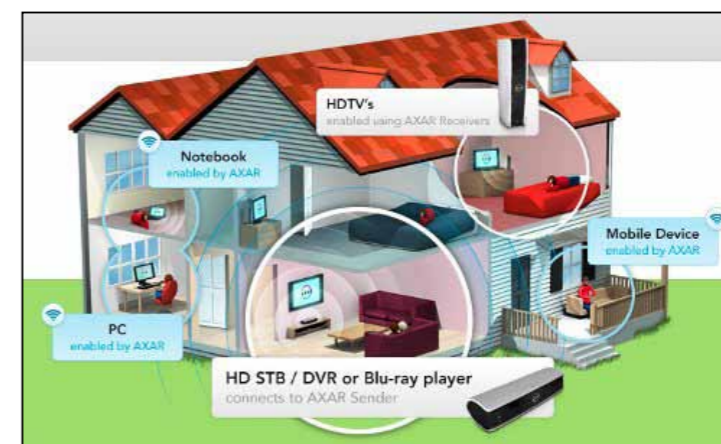 HDTV's
enabled using AXAR Receivers
Notebook
enabled by AXAR
Mobile Device
enabled by AXAR
PC
enabled by AXAR
HD STB / DVR or Blu-ray player
connects to AXAR Sender